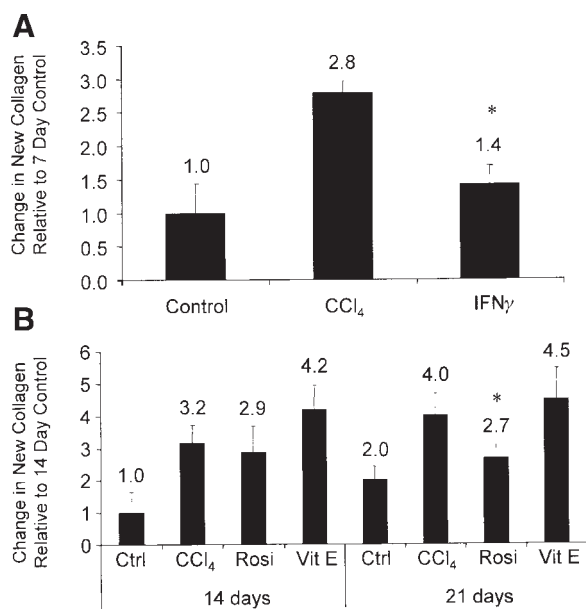 A
Change in New Collagen
Relative to 7 Day Control
3.5
3.0
2.5
2.0
1.5
1.0
0.5
0.0
1.0
2.8
*
1.4
Control
CCl₄
IFNγ
B
Change in New Collagen
Relative to 14 Day Control
6
5
4
3
2
1
0
1.0
3.2
2.9
4.2
2.0
4.0
*
2.7
4.5
Ctrl
CCl₄
Rosi
Vit E
Ctrl
CCl₄
Rosi
Vit E
14 days
21 days